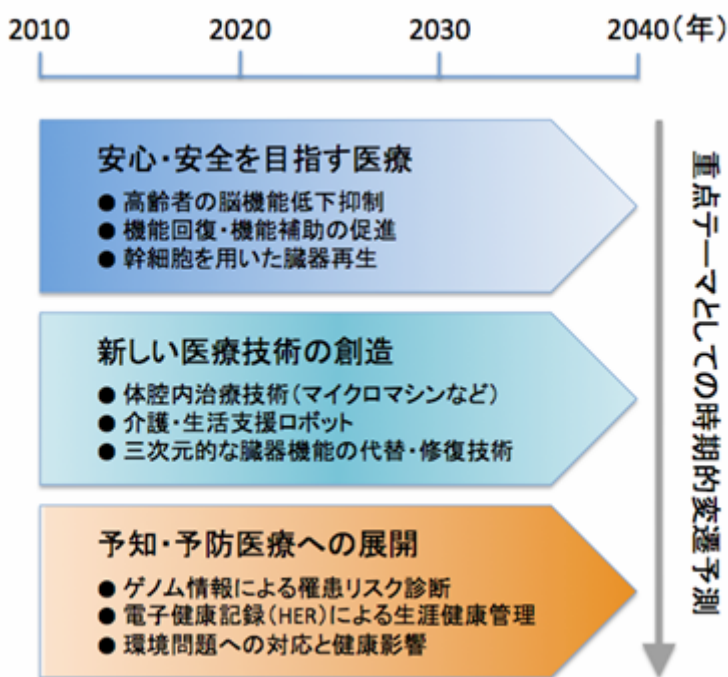 2010 2020 2030 2040(年)
安心・安全を目指す医療
● 高齢者の脳機能低下抑制
● 機能回復・機能補助の促進
● 幹細胞を用いた臓器再生
新しい医療技術の創造
● 体腔内治療技術(マイクロマシンなど)
● 介護・生活支援ロボット
● 三次元的な臓器機能の代替・修復技術
予知・予防医療への展開
● ゲノム情報による罹患リスク診断
● 電子健康記録(HER)による生涯健康管理
● 環境問題への対応と健康影響
重点テーマとしての時期的変遷予測